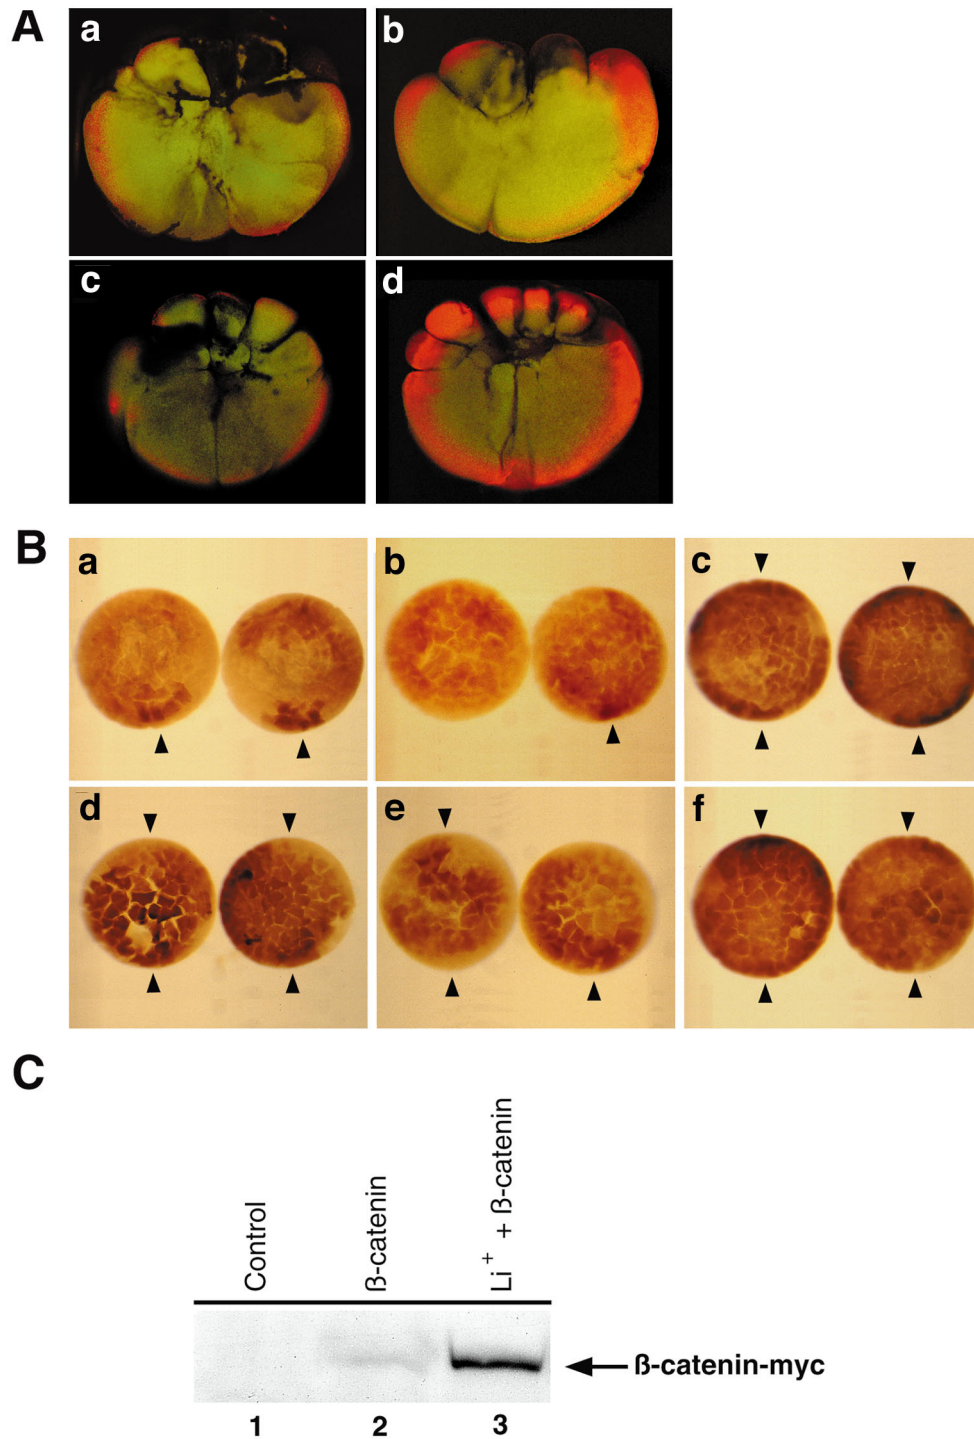 A
a
b
c
d
B
a
b
c
d
e
f
C
Control
ß-catenin
Li+ + ß-catenin
ß-catenin-myc
1 2 3